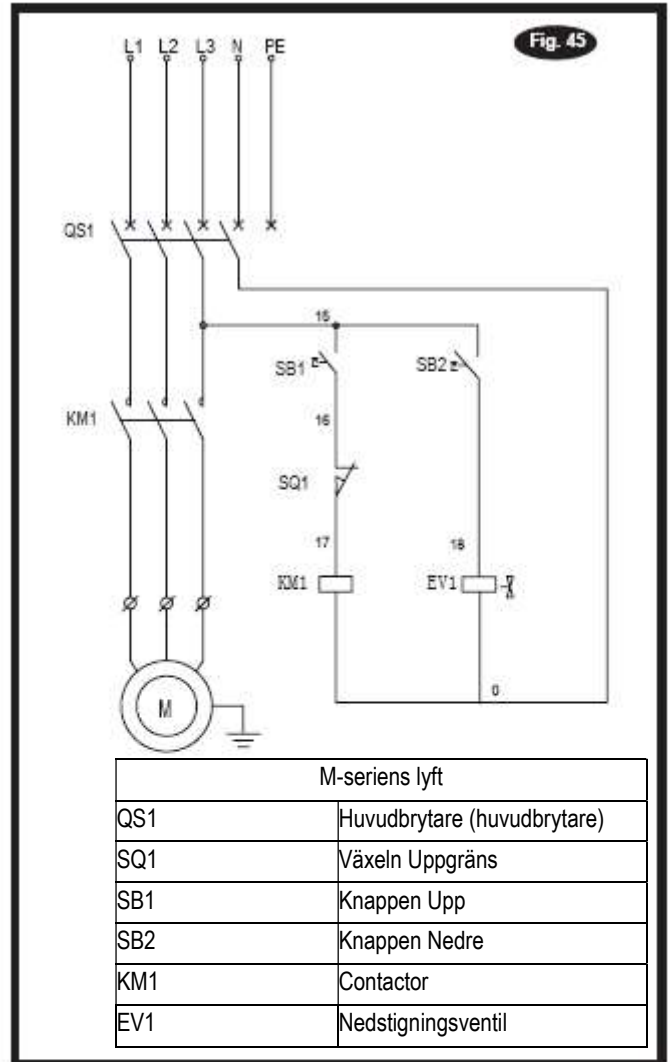 Fig. 45
L1 L2 L3 N PE
QS1
15
SB1 SB2
KM1
16
SQ1
17 18
KM1 EV1
0
M
M-seriens lyft
QS1 Huvudbrytare (huvudbrytare)
SQ1 Växeln Uppgräns
SB1 Knappen Upp
SB2 Knappen Nedre
KM1 Contactor
EV1 Nedstigningsventil